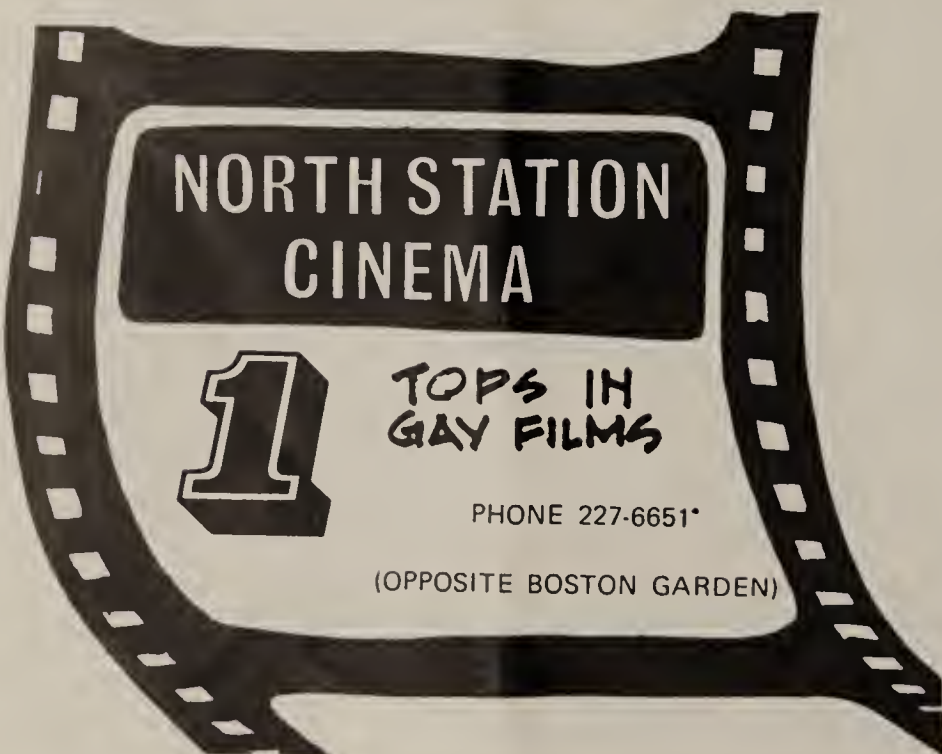 NORTH STATION
CINEMA
1
TOPS IN
GAY FILMS
PHONE 227-6651*
(OPPOSITE BOSTON GARDEN)